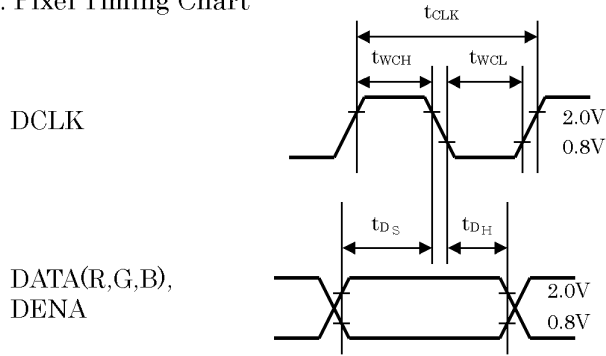 . Pixel Timing Chart
tCLK
tWCH
tWCL
DCLK
2.0V
0.8V
tDS
tDH
DATA(R,G,B),
DENA
2.0V
0.8V